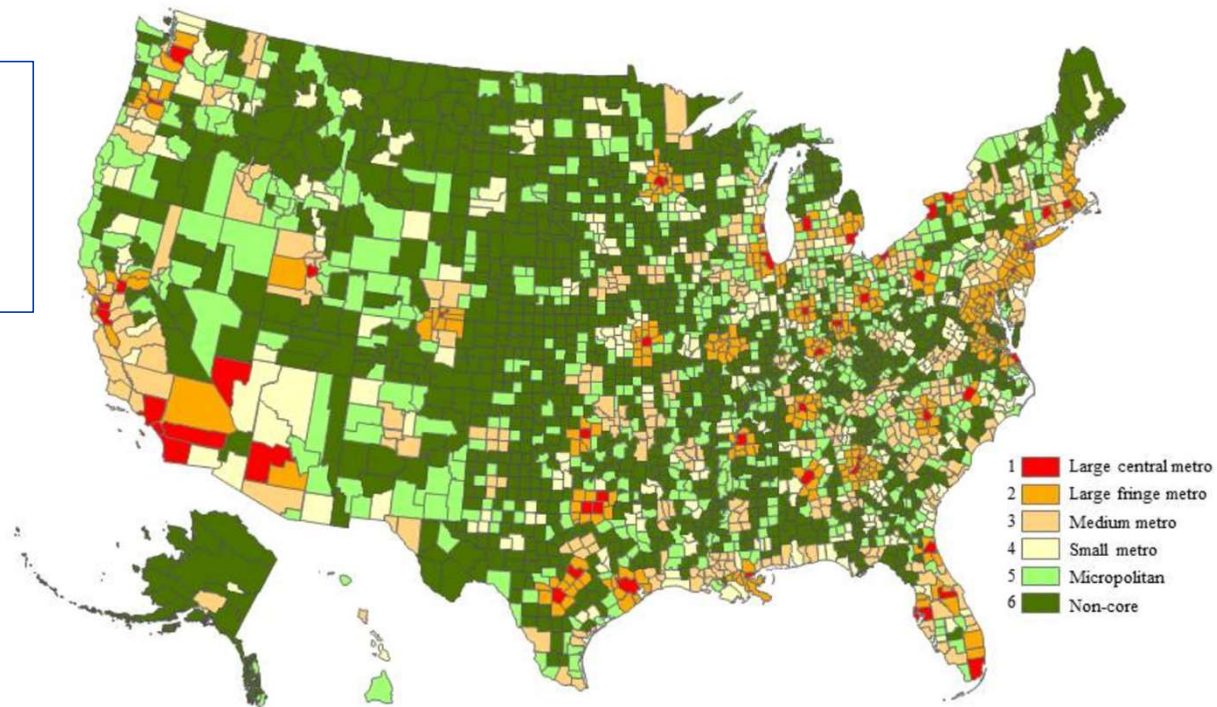 1 Large central metro
2 Large fringe metro
3 Medium metro
4 Small metro
5 Micropolitan
6 Non-core